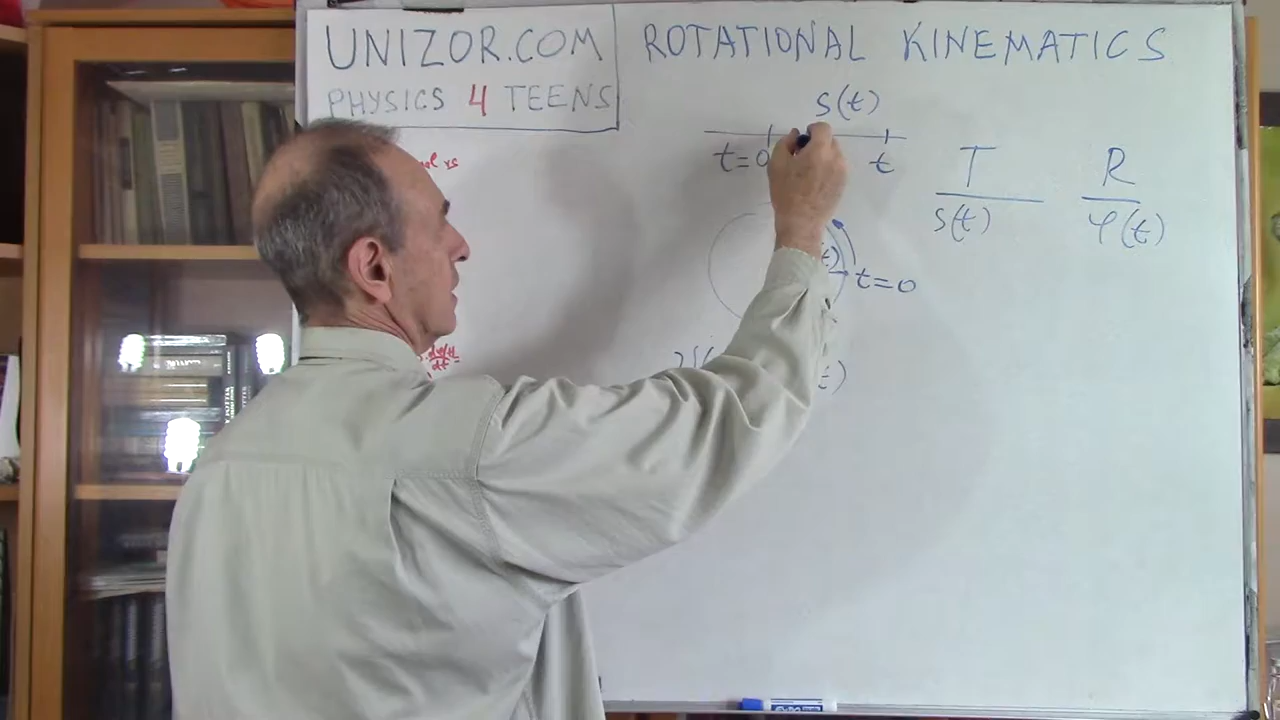 UNIZOR.COM
PHYSICS 4 TEENS
ROTATIONAL KINEMATICS
s(t)
t=0 t
T R
s(t) φ(t)
t=0